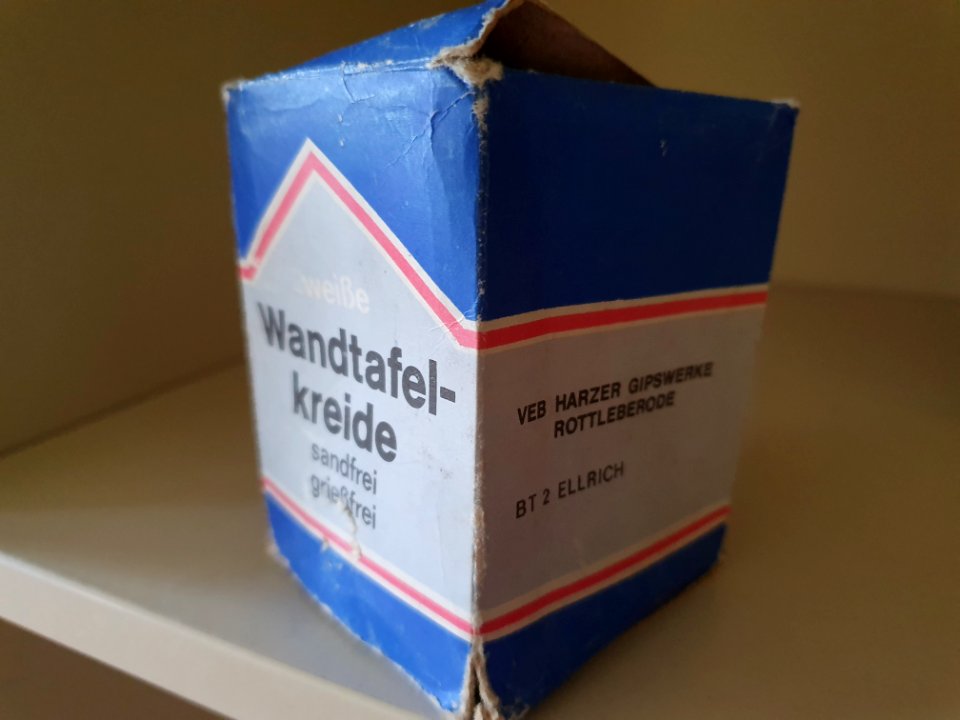 weiße
Wandtafel-
kreide
sandfrei
grießfrei
VEB HARZER GIPSWERKE
ROTTLEBERODE
BT 2 ELLRICH